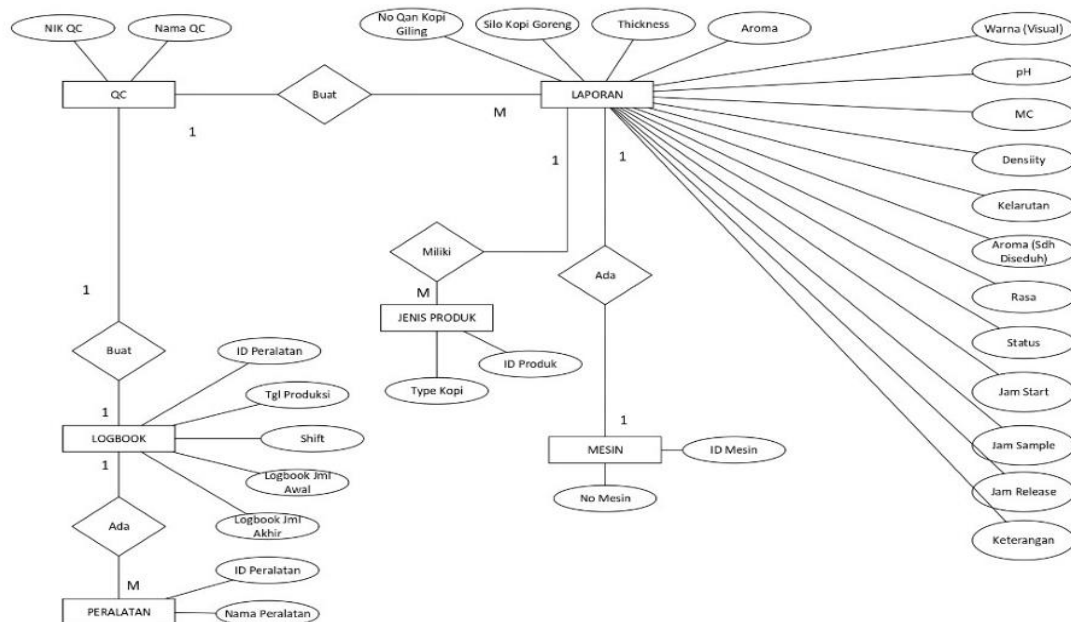 NIK QC
Nama QC
No Qan Kopi
Giling
Silo Kopi Goreng
Thickness
Aroma
Warna (Visual)
QC
Buat
LAPORAN
pH
1
M
MC
1
1
Densiity
Kelarutan
Miliki
Ada
Aroma (Sdh
Diseduh)
1
M
Rasa
JENIS PRODUK
Buat
ID Peralatan
ID Produk
Status
Type Kopi
Tgl Produksi
Jam Start
1
1
LOGBOOK
Shift
MESIN
ID Mesin
Jam Sample
1
Logbook Jml
Awal
No Mesin
Jam Release
Ada
Logbook Jml
Akhir
Keterangan
M
ID Peralatan
PERALATAN
Nama Peralatan